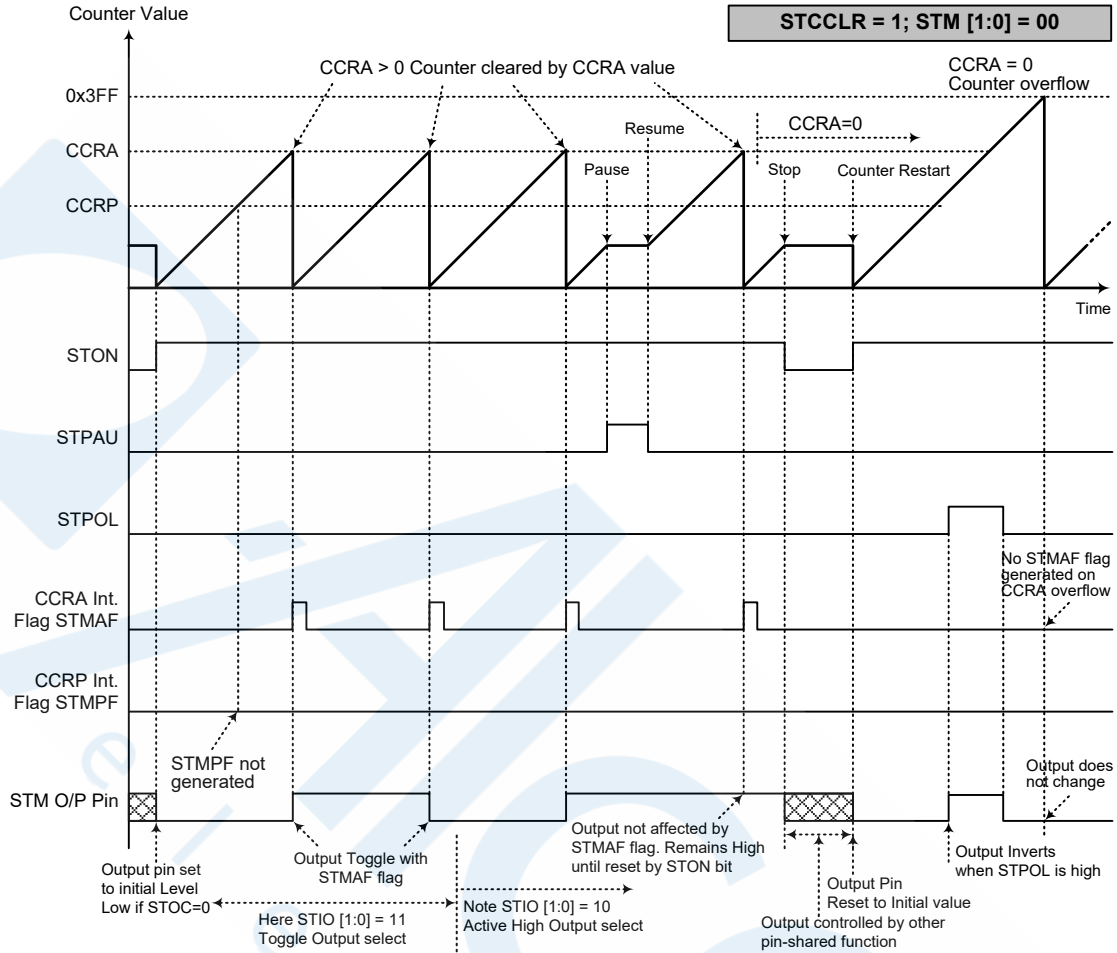 Counter Value
STCCLR = 1; STM [1:0] = 00
CCRA > 0 Counter cleared by CCRA value
CCRA = 0
Counter overflow
0x3FF
Resume
CCRA=0
CCRA
Pause
Stop
Counter Restart
CCRP
Time
STON
STPAU
STPOL
No STMAF flag
generated on
CCRA overflow
CCRA Int.
Flag STMAF
CCRP Int.
Flag STMPF
STMPF not
generated
Output does
not change
STM O/P Pin
Output pin set
to initial Level
Low if STOC=0
Output Toggle with
STMAF flag
Output not affected by
STMAF flag. Remains High
until reset by STON bit
Output Inverts
when STPOL is high
Output Pin
Reset to Initial value
Here STIO [1:0] = 11
Toggle Output select
Note STIO [1:0] = 10
Active High Output select
Output controlled by other
pin-shared function